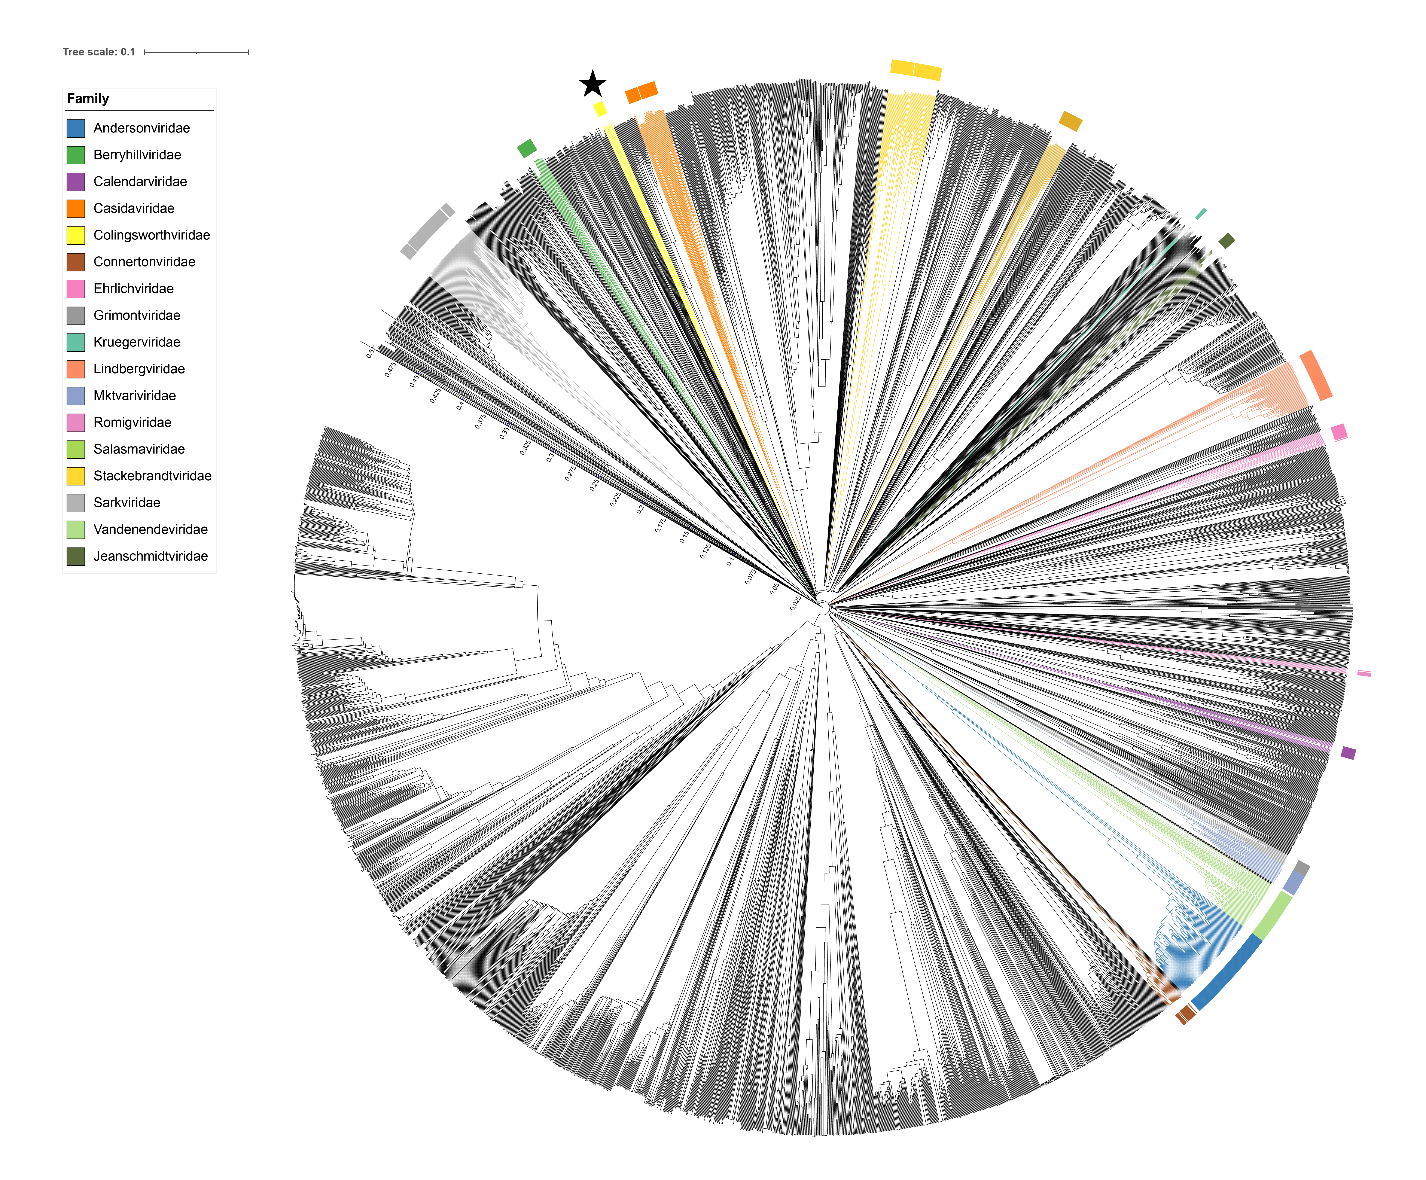 Tree scale: 0.1
Family
Andersonviridae
Berryhillviridae
Calendarviridae
Casidaviridae
Colingsworthviridae
Connertonviridae
Ehrlichviridae
Grimontviridae
Kruegerviridae
Lindbergviridae
Mktvariviridae
Romigviridae
Salasmaviridae
Stackebrandtviridae
Sarkviridae
Vandenendeviridae
Jeanschmidtviridae